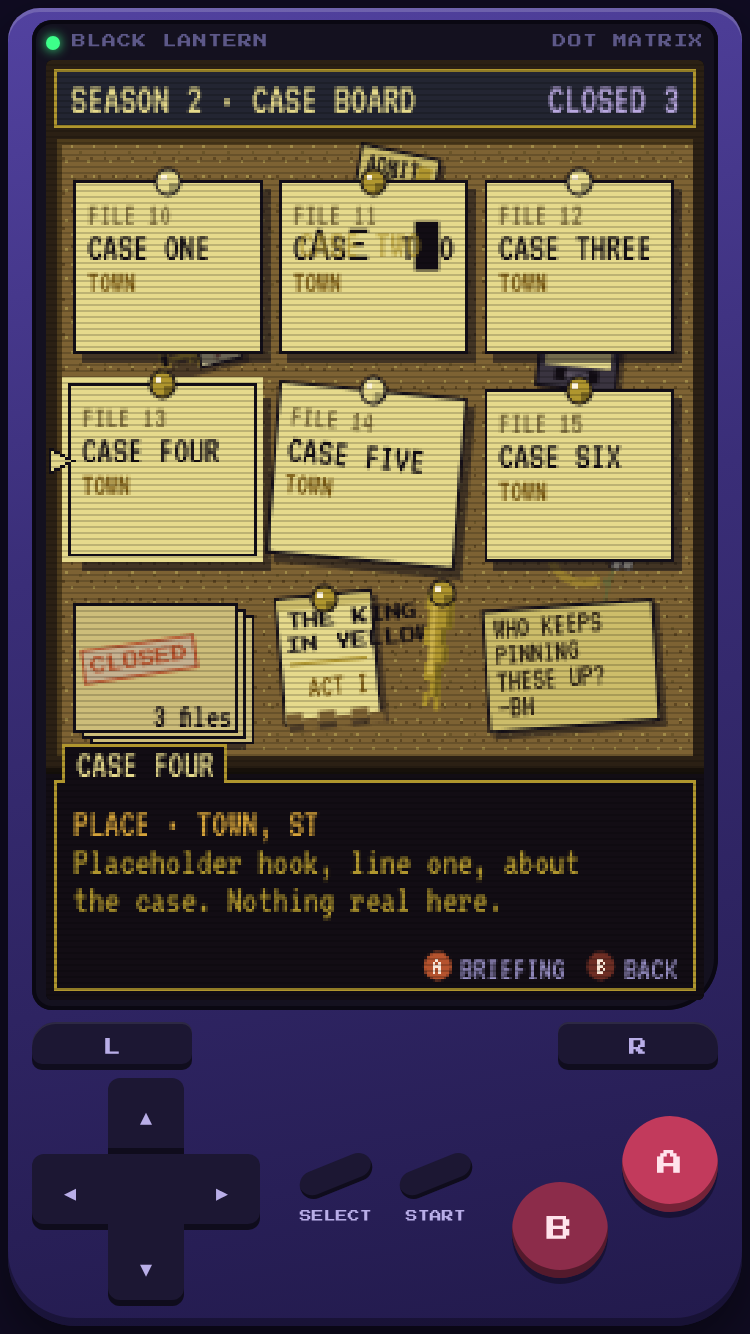 BLACK LANTERN
DOT MATRIX
SEASON 2 · CASE BOARD
CLOSED 3
ADMIT
FILE 10
CASE ONE
TOWN
FILE 11
CASE
TOWN
FILE 12
CASE THREE
TOWN
FILE 13
CASE FOUR
TOWN
FILE 14
CASE FIVE
TOWN
FILE 15
CASE SIX
TOWN
CLOSED
3 files
THE KING
IN YELLOW
ACT I
WHO KEEPS
PINNING
THESE UP?
-BH
CASE FOUR
PLACE · TOWN, ST
Placeholder hook, line one, about
the case. Nothing real here.
A BRIEFING
B BACK
L
R
▲
◄
►
▼
SELECT
START
A
B